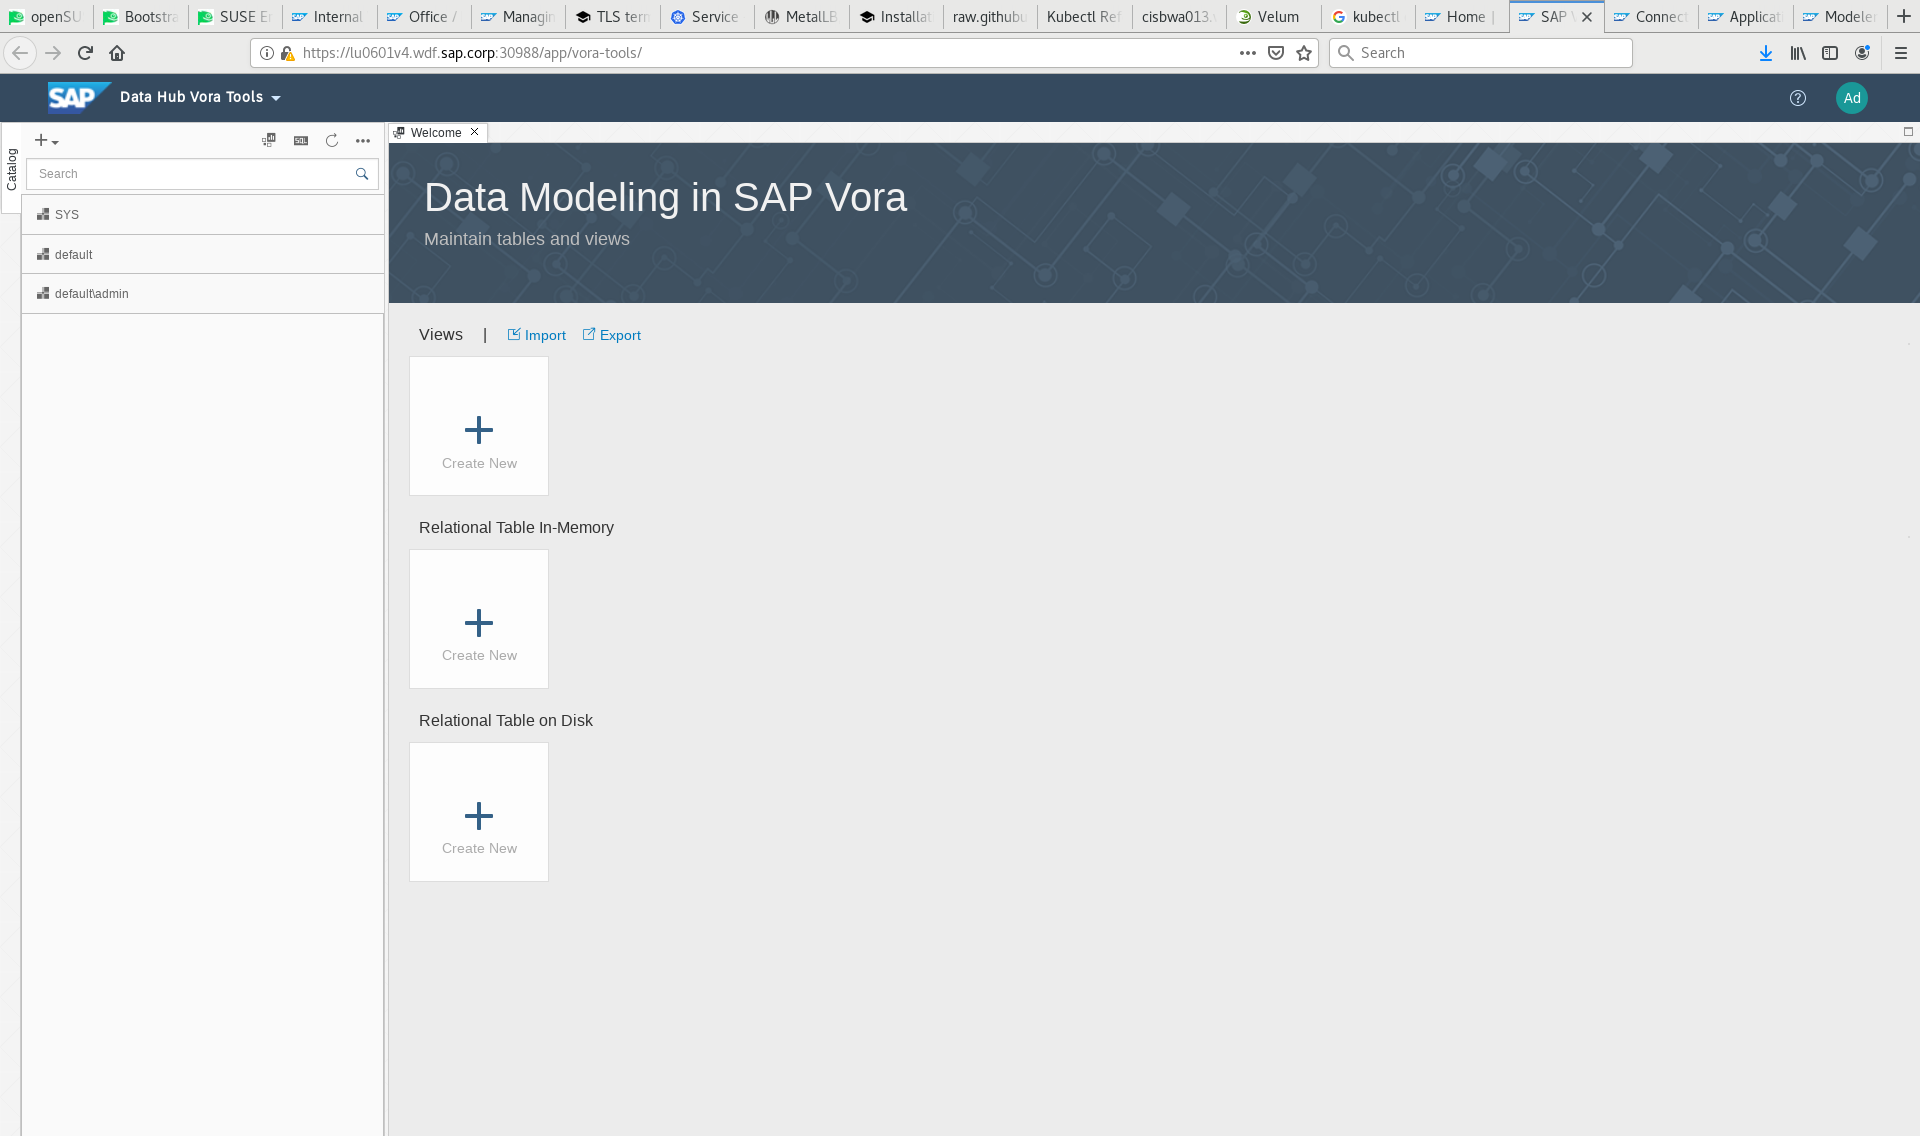 openSU Bootstra SUSE E Internal Office / Managin TLS term Service MetalLB Installat raw.githubu Kubectl Ref cisbwa013. Velum kubectl Home | SAP Connect Applicat Modeler
https://lu0601v4.wdf.sap.corp:30988/app/vora-tools/ Search
SAP Data Hub Vora Tools Ad
Catalog
SQL
Search
SYS
default
default\admin
Welcome
Data Modeling in SAP Vora
Maintain tables and views
Views | Import Export
Create New
Relational Table In-Memory
Create New
Relational Table on Disk
Create New